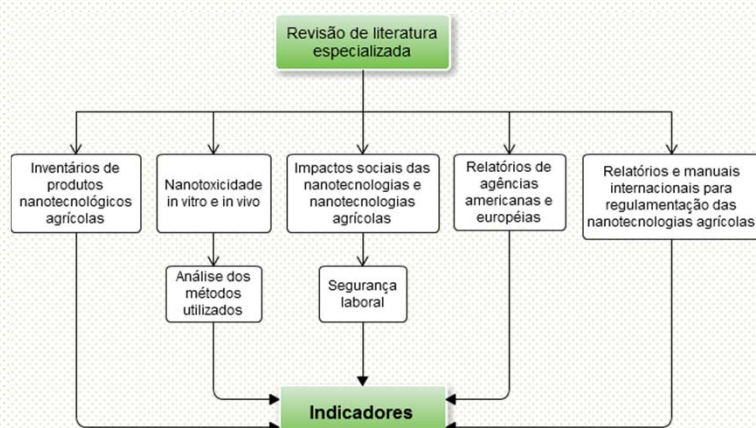 Revisão de literatura
especializada
Inventários de
produtos
nanotecnológicos
agrícolas
Nanotoxicidade
in vitro e in vivo
Impactos sociais das
nanotecnologias e
nanotecnologias
agrícolas
Relatórios de
agências
americanas e
européias
Relatórios e manuais
internacionais para
regulamentação das
nanotecnologias agrícolas
Análise dos
métodos
utilizados
Segurança
laboral
Indicadores